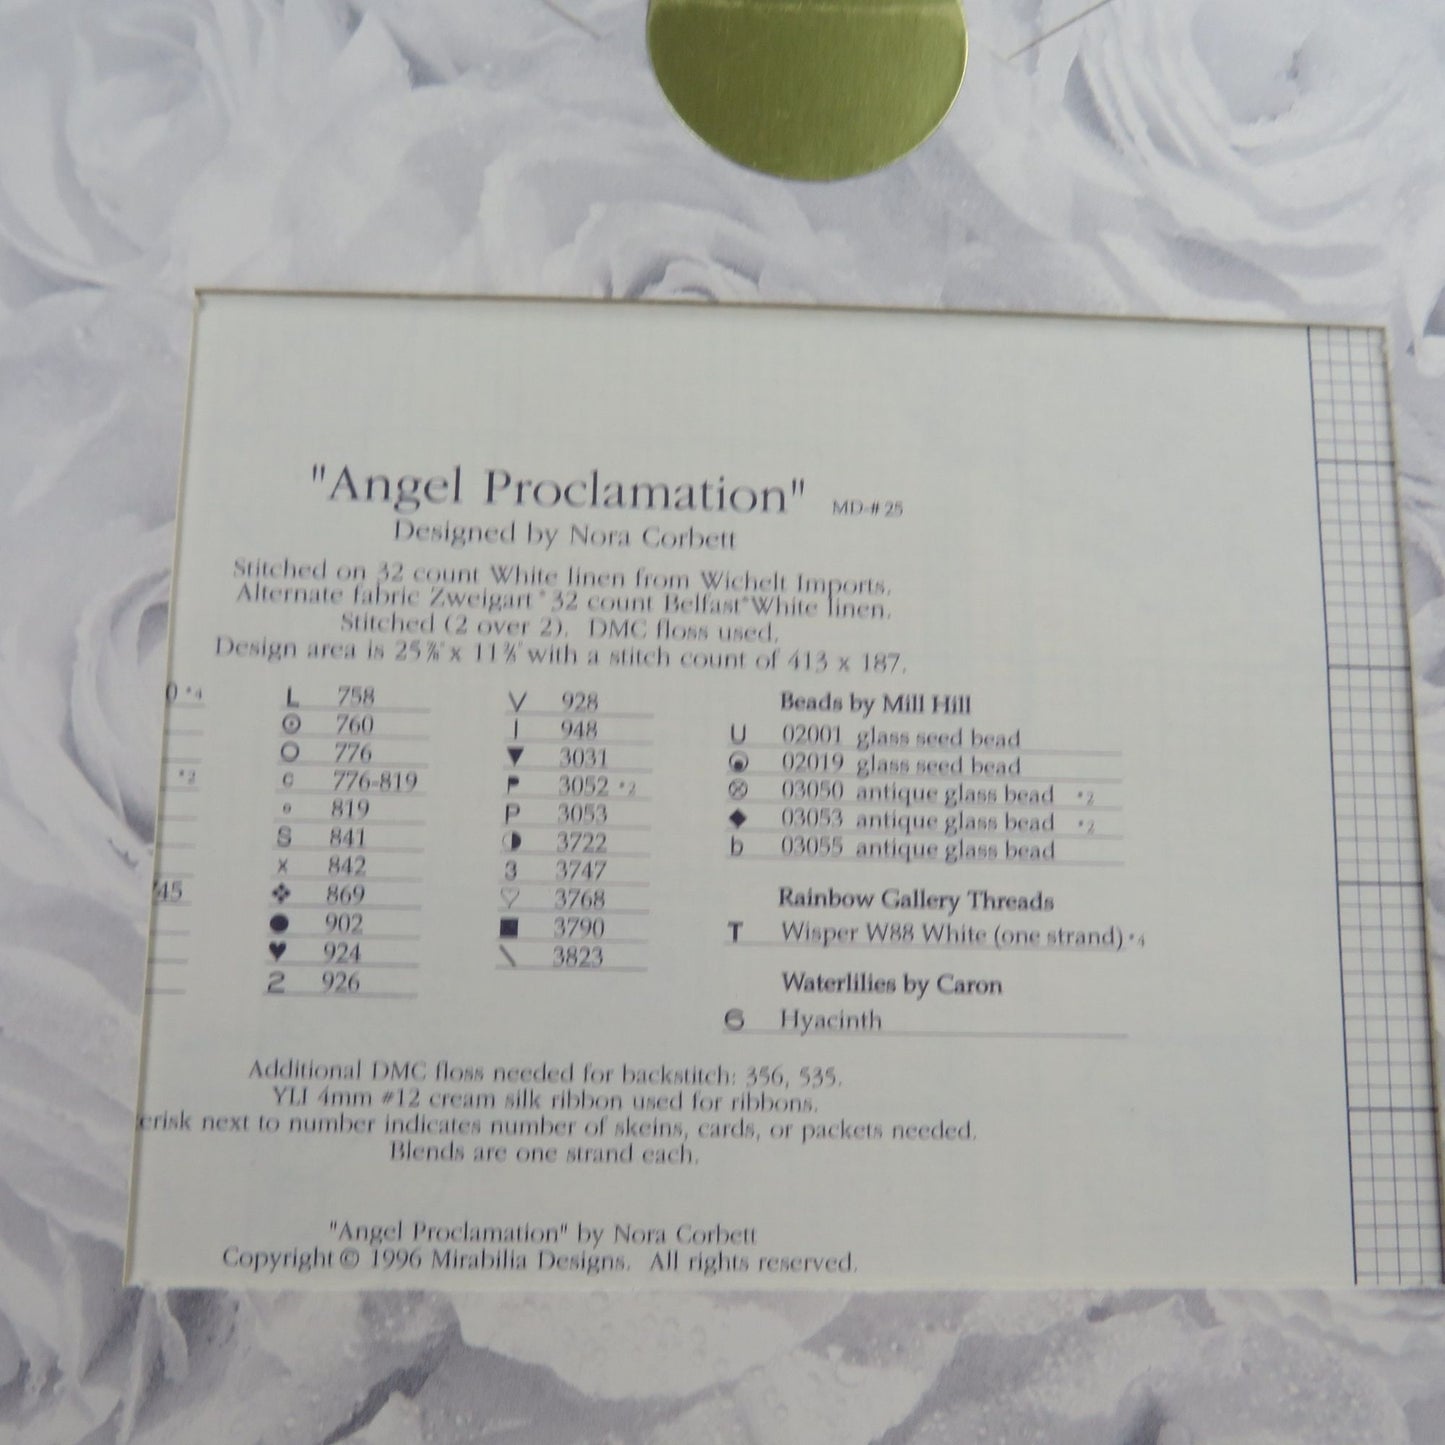 "Angel Proclamation" MD-#25
Designed by Nora Corbett
Stitched on 32 count White linen from Wichelt Imports.
Alternate fabric Zweigart® 32 count Belfast® White linen.
Stitched (2 over 2). DMC floss used.
Design area is 25⅞" x 11¾" with a stitch count of 413 x 187.
0 *4
*2
45
L 758
760
776
c 776-819
819
S 841
x 842
869
902
♥ 924
2 926
V 928
| 948
▼ 3031
3052 *2
P 3053
◑ 3722
3 3747
♡ 3768
■ 3790
\ 3823
Beads by Mill Hill
U 02001 glass seed bead
02019 glass seed bead
⊗ 03050 antique glass bead *2
◆ 03053 antique glass bead *2
b 03055 antique glass bead
Rainbow Gallery Threads
T Wisper W88 White (one strand) *4
Waterlilies by Caron
6 Hyacinth
Additional DMC floss needed for backstitch: 356, 535.
YLI 4mm #12 cream silk ribbon used for ribbons.
erisk next to number indicates number of skeins, cards, or packets needed.
Blends are one strand each.
"Angel Proclamation" by Nora Corbett
Copyright © 1996 Mirabilia Designs. All rights reserved.